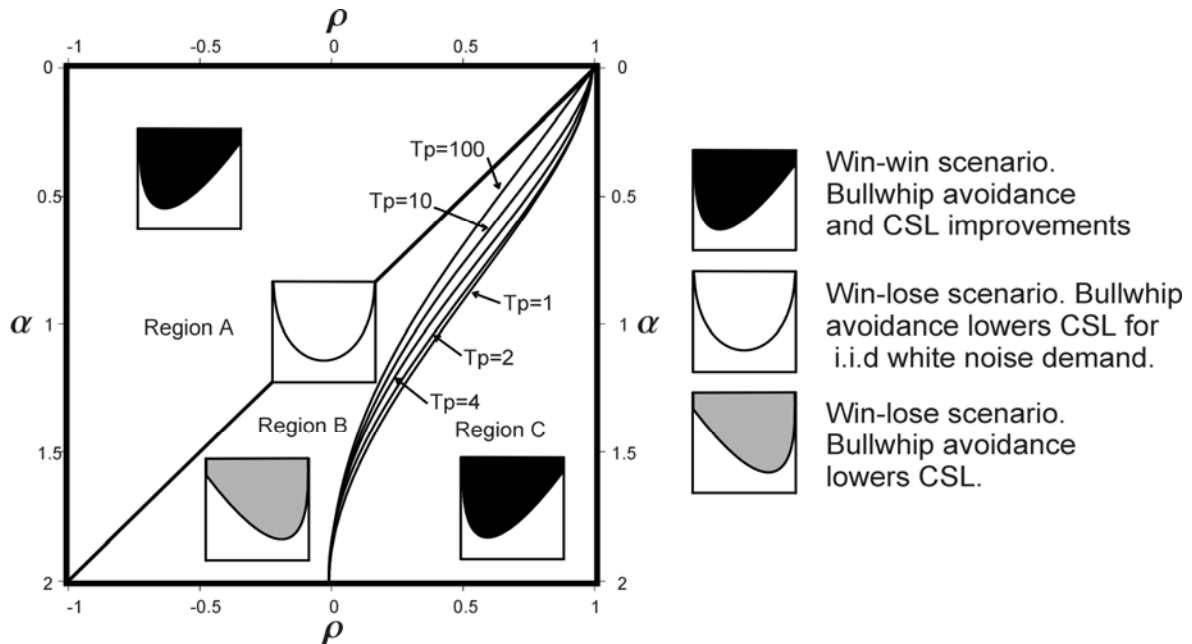 ρ
-1 -0.5 0 0.5 1
0 0
Tp=100
0.5 0.5
Tp=10
Tp=1
Region A
α 1 1 α
Tp=2
Tp=4
Region B Region C
1.5 1.5
2 2
-1 -0.5 0 0.5 1
ρ
Win-win scenario.
Bullwhip avoidance
and CSL improvements
Win-lose scenario. Bullwhip
avoidance lowers CSL for
i.i.d white noise demand.
Win-lose scenario.
Bullwhip avoidance
lowers CSL.